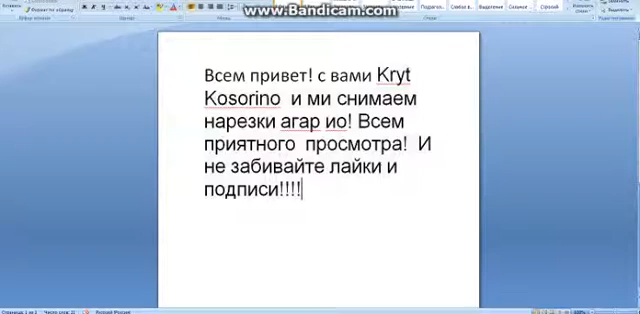 www.Bandicam.com
Всем привет! с вами Kryt
Kosorino и ми снимаем
нарезки агар ио! Всем
приятного просмотра! И
не забивайте лайки и
подписи!!!!